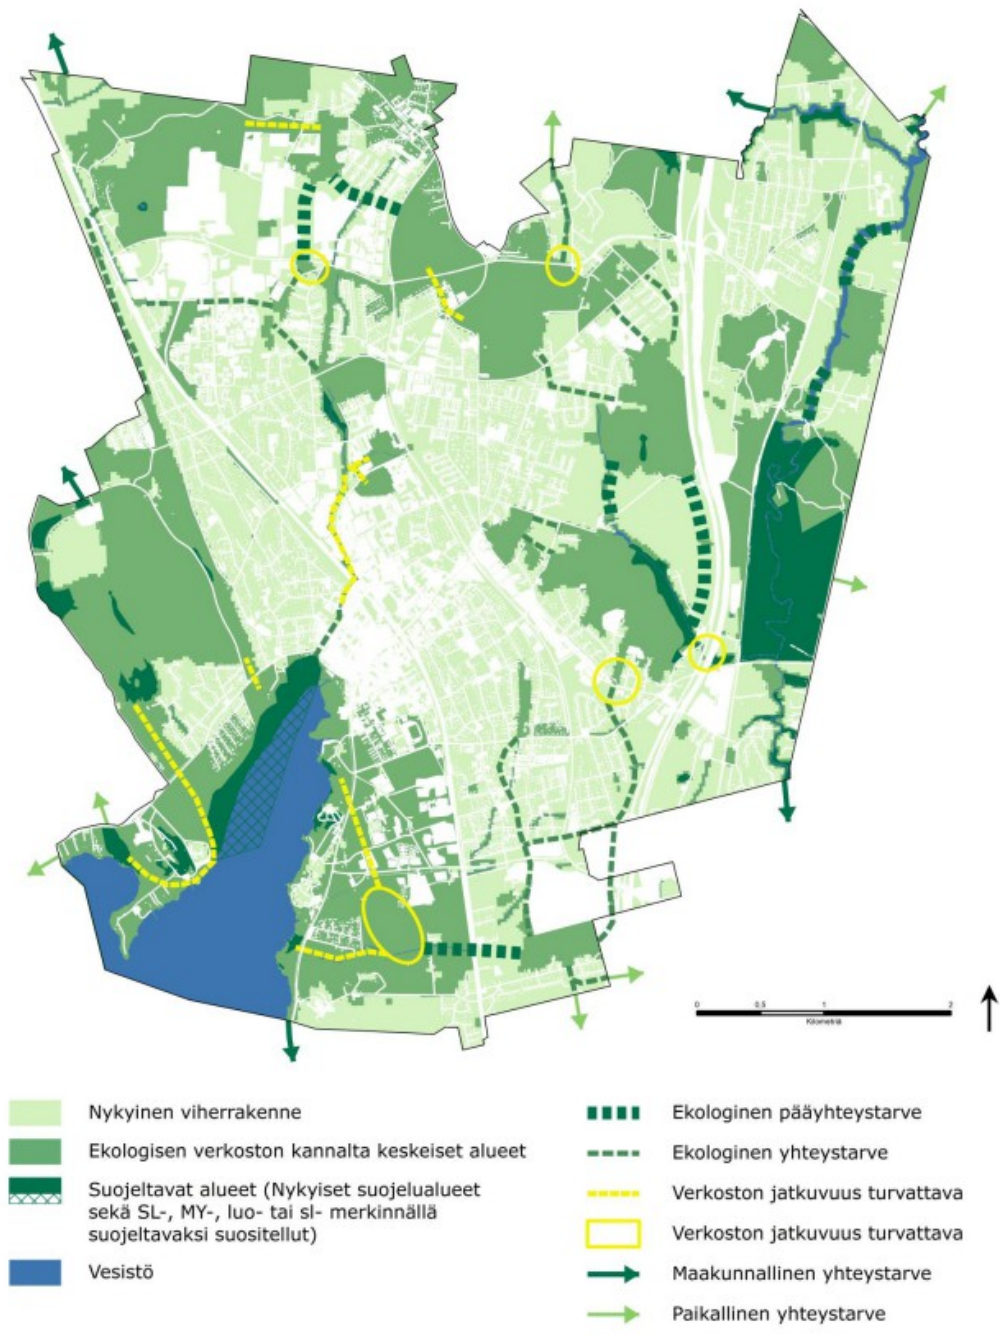 0 0,5 1 2
Kilometriä
Nykyinen viherrakenne
Ekologisen verkoston kannalta keskeiset alueet
Suojeltavat alueet (Nykyiset suojelualueet
sekä SL-, MY-, luo- tai sl- merkinnällä
suojeltavaksi suositellut)
Vesistö
Ekologinen pääyhteystarve
Ekologinen yhteystarve
Verkoston jatkuvuus turvattava
Verkoston jatkuvuus turvattava
Maakunnallinen yhteystarve
Paikallinen yhteystarve